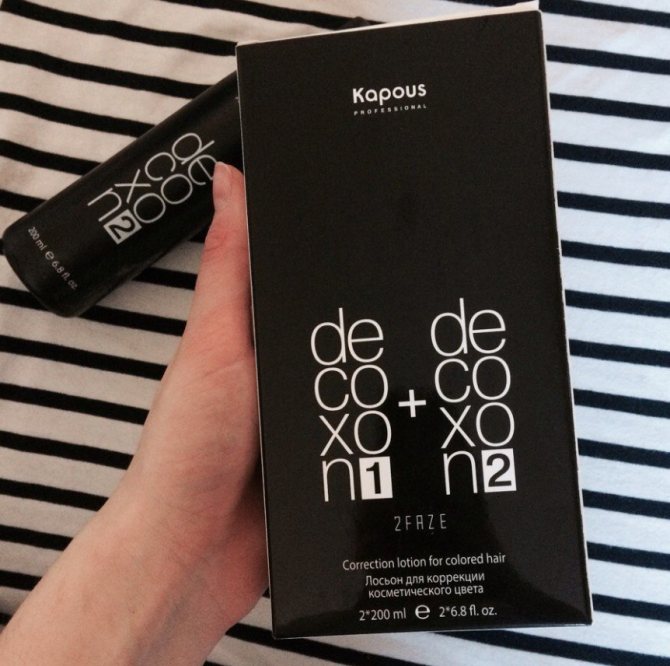 Kapous
PROFESSIONAL
de
co
xo
n2
200 ml e 6.8 fl. oz.
de
co
xo
n1
+
de
co
xo
n2
2FAZE
Correction lotion for colored hair
Лосьон для коррекции
косметического цвета
2*200 ml e 2*6.8 fl. oz.